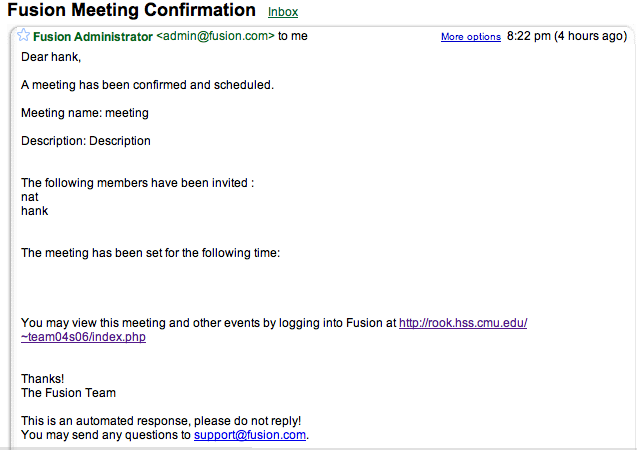 Fusion Meeting Confirmation Inbox
Fusion Administrator <admin@fusion.com> to me More options 8:22 pm (4 hours ago)
Dear hank,
A meeting has been confirmed and scheduled.
Meeting name: meeting
Description: Description
The following members have been invited :
nat
hank
The meeting has been set for the following time:
You may view this meeting and other events by logging into Fusion at http://rook.hss.cmu.edu/
~team04s06/index.php
Thanks!
The Fusion Team
This is an automated response, please do not reply!
You may send any questions to support@fusion.com.